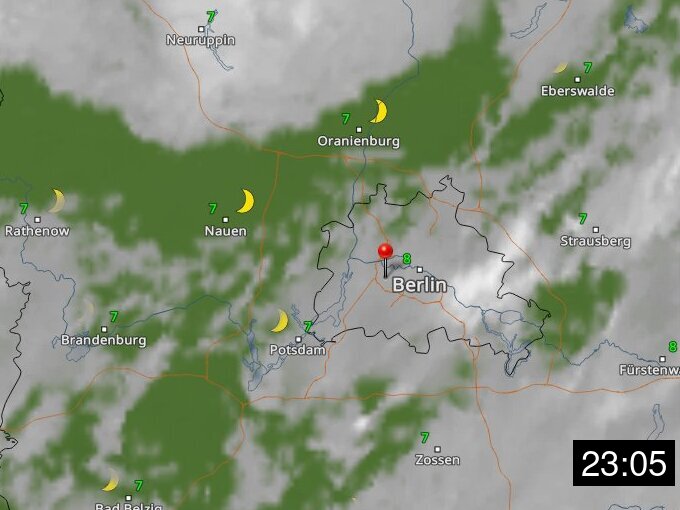 7
Neuruppin
7
Eberswalde
7
Oranienburg
7
Rathenow
7
Nauen
7
Strausberg
8
Berlin
7
Brandenburg
7
Potsdam
8
Fürstenwa
7
Zossen
23:05
7
Bad Belzig